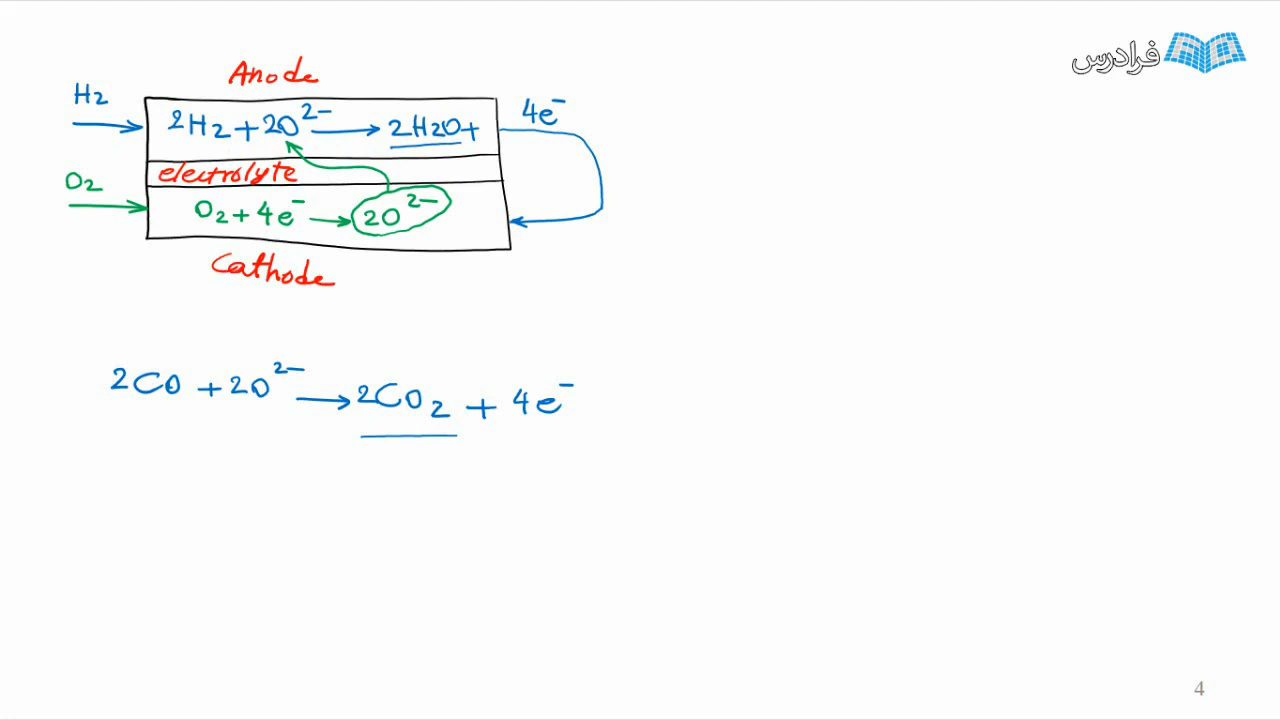 فرادرس
Anode
H2
2H2 + 2O²⁻ → 2H2O + 4e⁻
electrolyte
O2
O2 + 4e⁻ → 2O²⁻
Cathode
2CO + 2O²⁻ → 2CO2 + 4e⁻
4